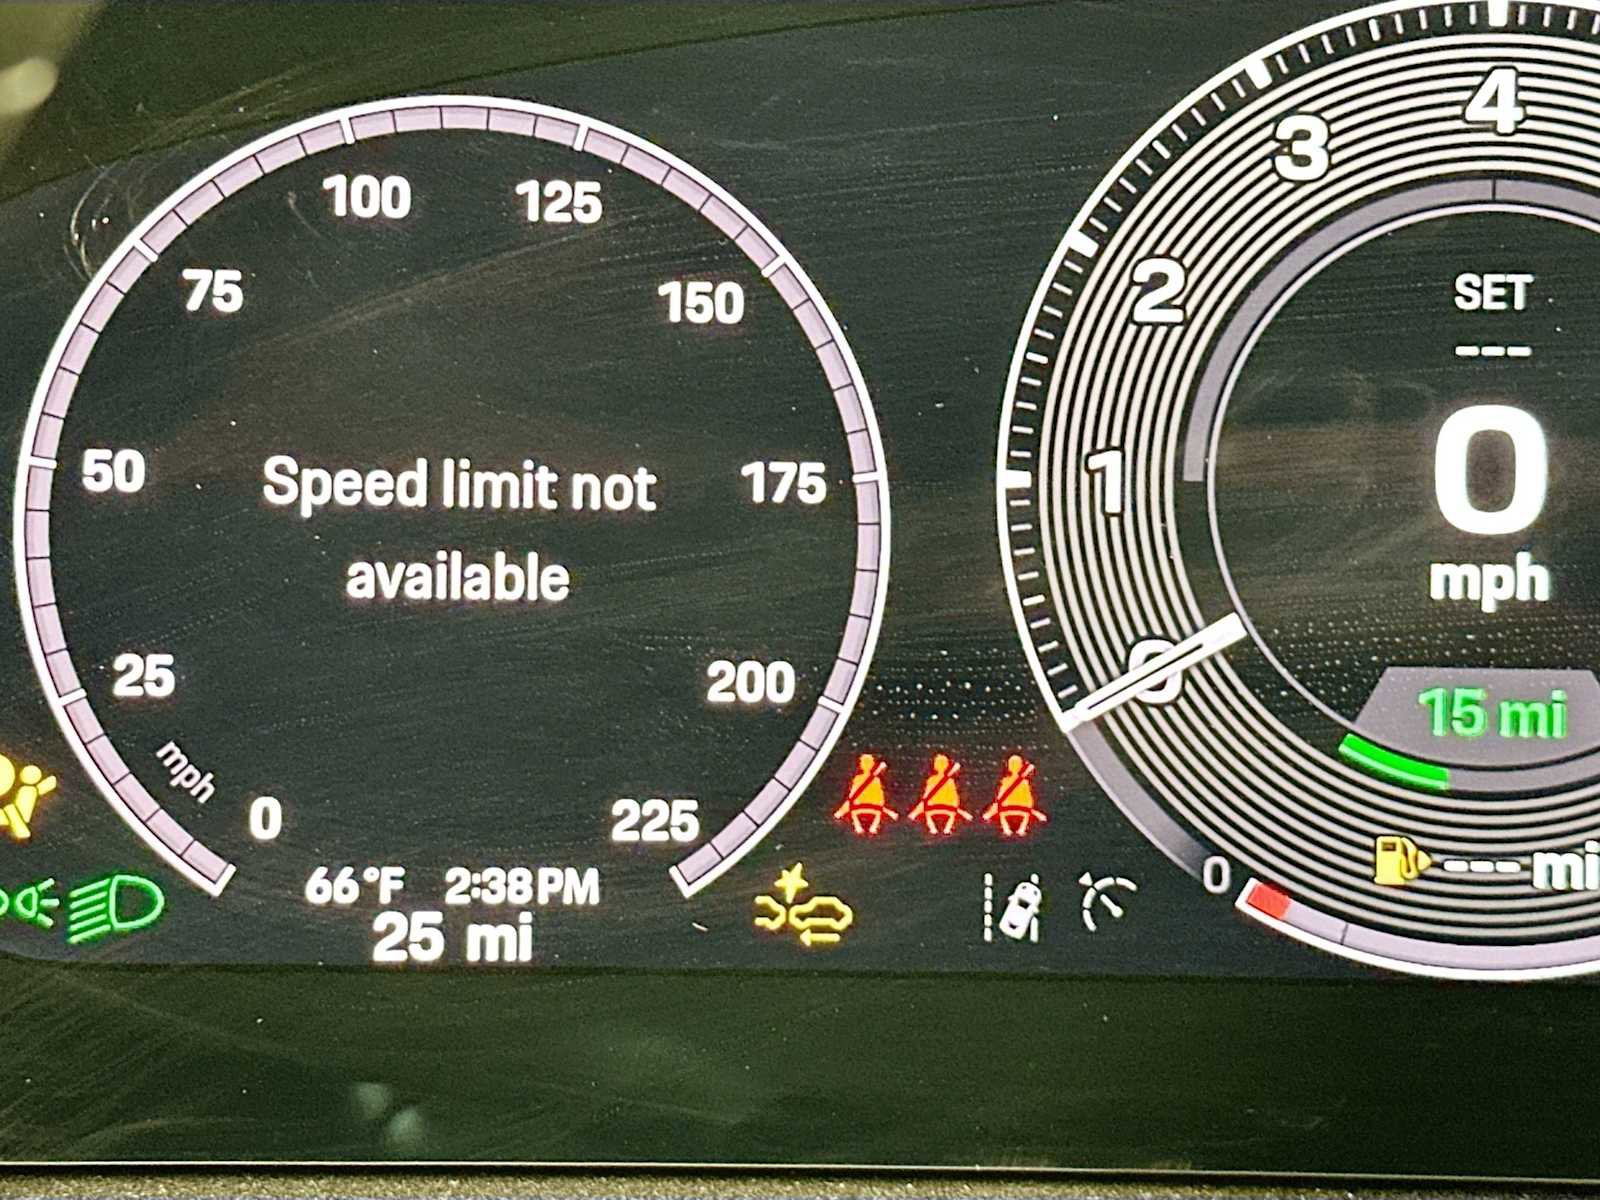 100 125
75 150
50 175
Speed limit not
available
25 200
mph
0 225
66°F 2:38PM
25 mi
4
3
2
1
0
SET
---
0
mph
15 mi
--- mi
0